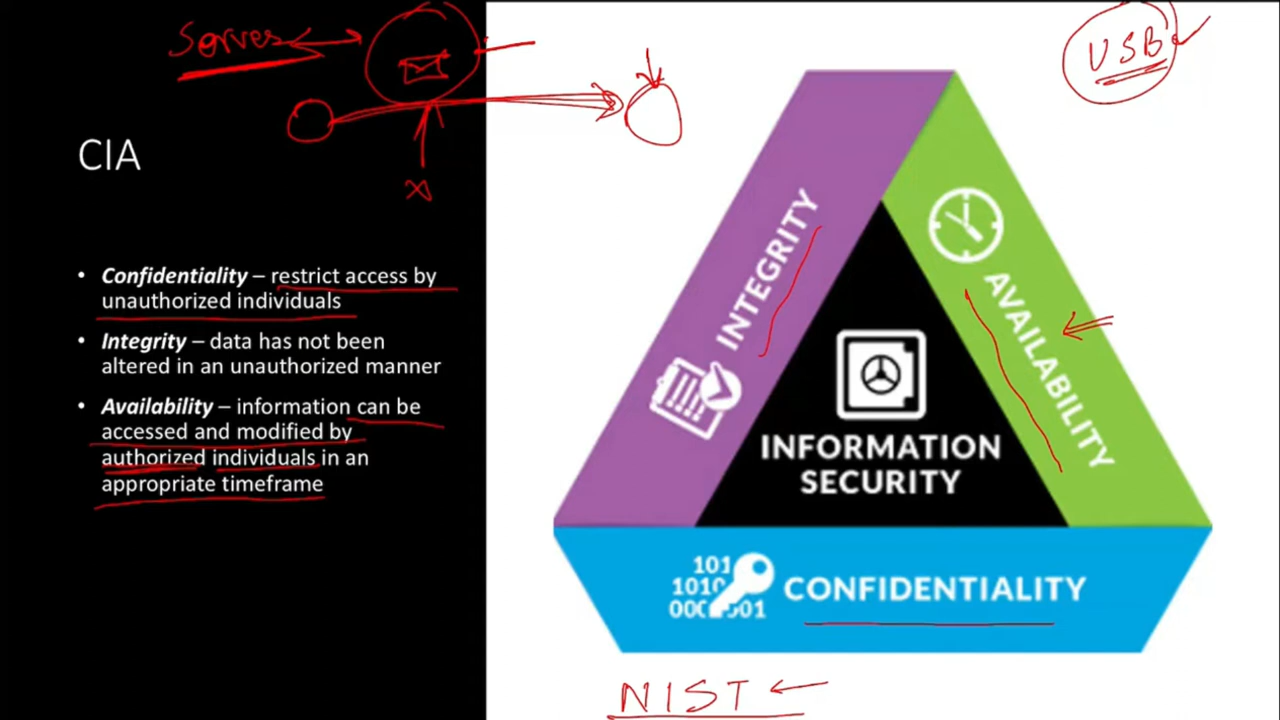 Server
USB
CIA
• Confidentiality – restrict access by
unauthorized individuals
• Integrity – data has not been
altered in an unauthorized manner
• Availability – information can be
accessed and modified by
authorized individuals in an
appropriate timeframe
INTEGRITY
AVAILABILITY
INFORMATION
SECURITY
101
CONFIDENTIALITY
NIST